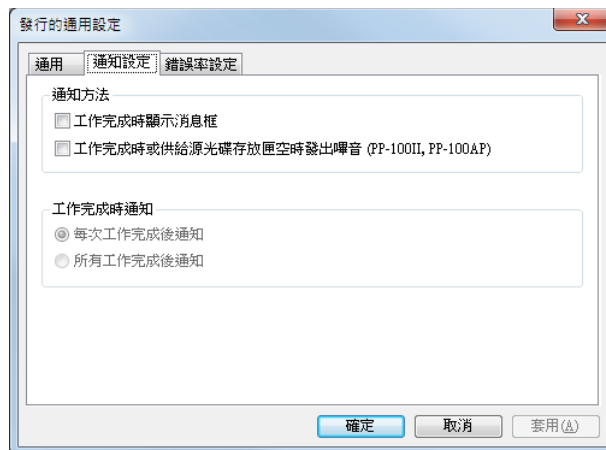 發行的通用設定
通用 通知設定 錯誤率設定
通知方法
工作完成時顯示消息框
工作完成時或供給源光碟存放匣空時發出嗶音 (PP-100II, PP-100AP)
工作完成時通知
每次工作完成後通知
所有工作完成後通知
確定 取消 套用(A)